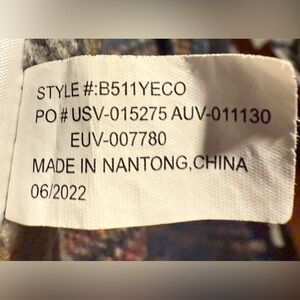 STYLE #:B511YECO
PO # USV-015275 AUV-011130
EUV-007780
MADE IN NANTONG,CHINA
06/2022